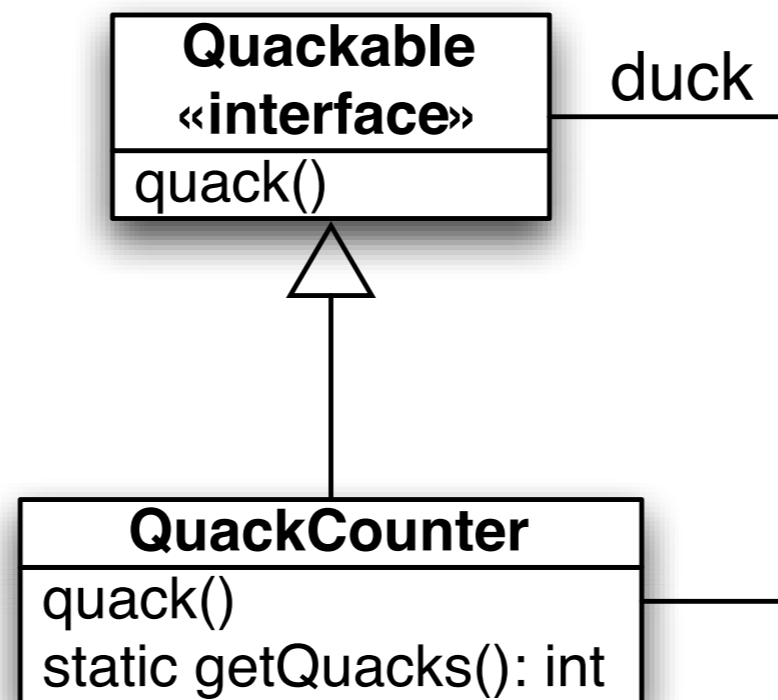 Quackable
«interface»
duck
quack()
QuackCounter
quack()
static getQuacks(): int